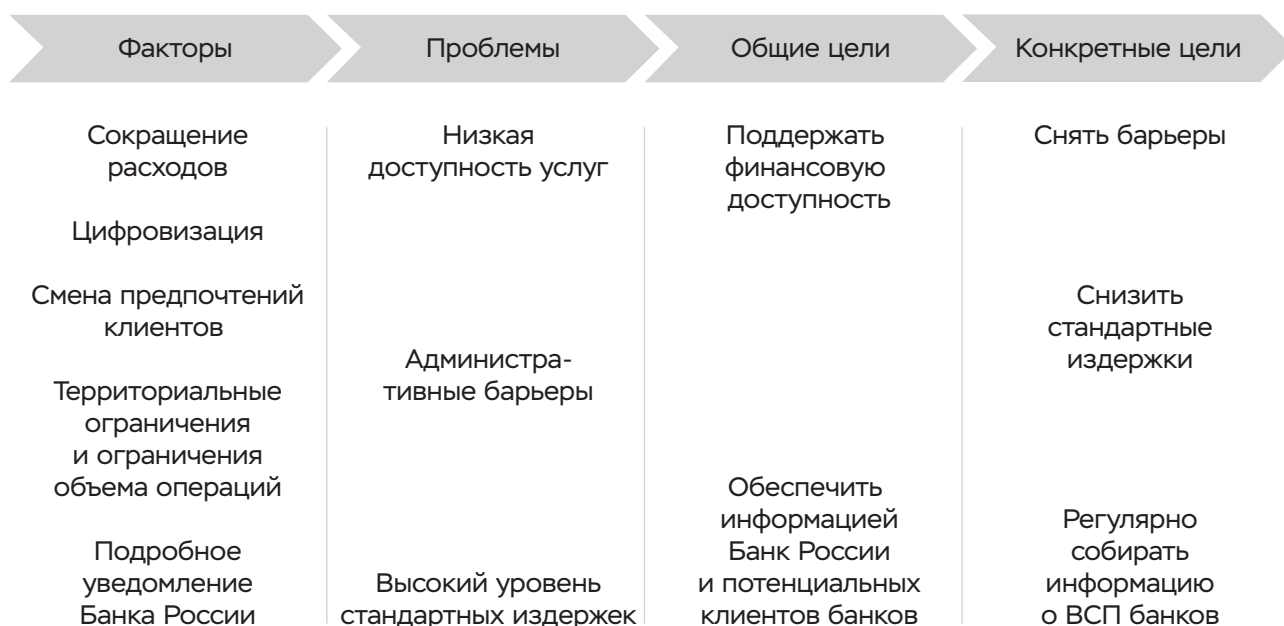 Факторы
Проблемы
Общие цели
Конкретные цели
Сокращение
расходов
Цифровизация
Смена предпочтений
клиентов
Территориальные
ограничения
и ограничения
объема операций
Подробное
уведомление
Банка России
Низкая
доступность услуг
Администра-
тивные барьеры
Высокий уровень
стандартных издержек
Поддержать
финансовую
доступность
Обеспечить
информацией
Банк России
и потенциальных
клиентов банков
Снять барьеры
Снизить
стандартные
издержки
Регулярно
собирать
информацию
о ВСП банков